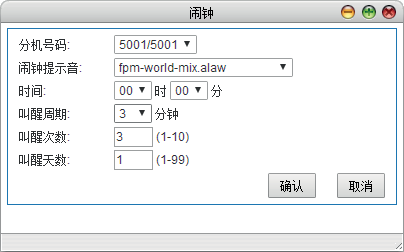 闹钟
分机号码: 5001/5001
闹钟提示音: fpm-world-mix.alaw
时间: 00 时 00 分
叫醒周期: 3 分钟
叫醒次数: 3 (1-10)
叫醒天数: 1 (1-99)
确认 取消